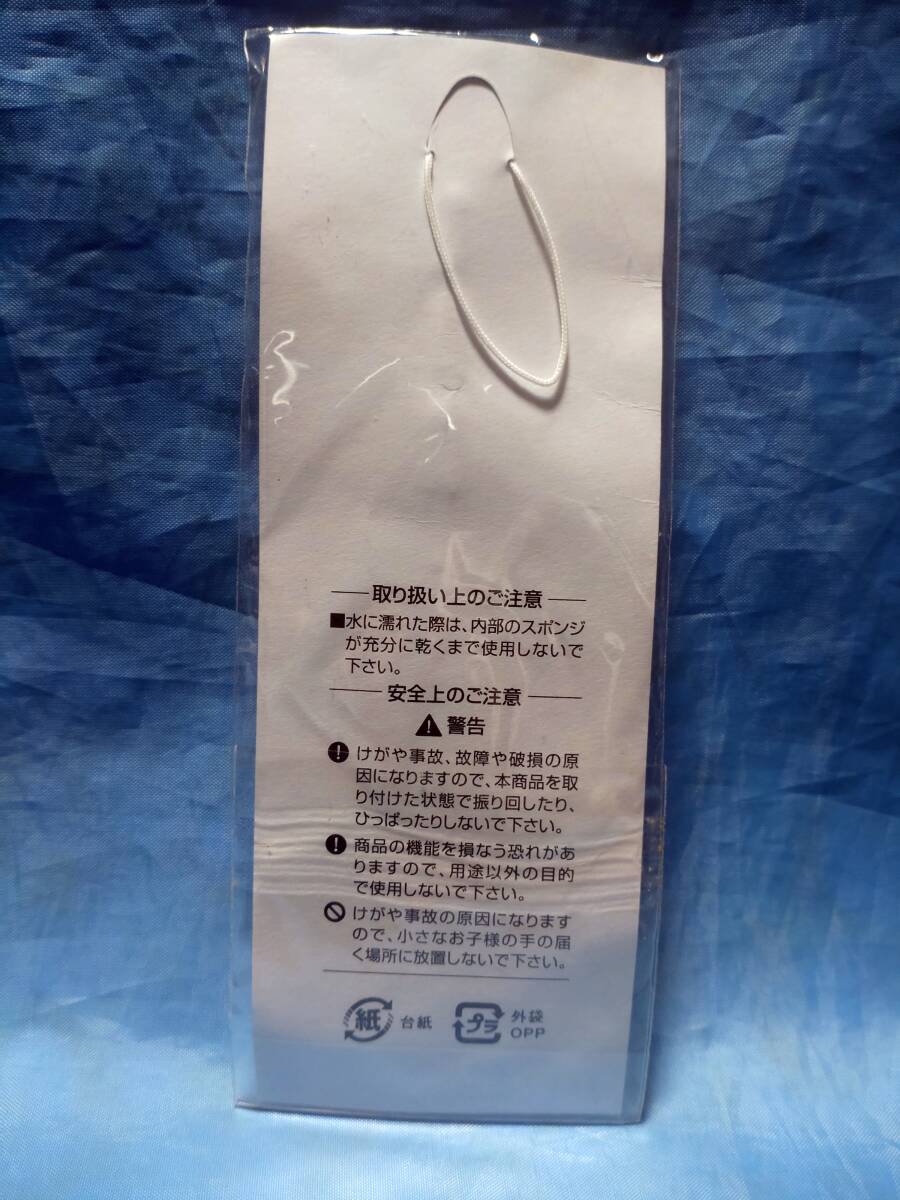 取り扱い上のご注意
■水に濡れた際は、内部のスポンジ
が充分に乾くまで使用しないで
下さい。
安全上のご注意
警告
けがや事故、故障や破損の原
因になりますので、本商品を取
り付けた状態で振り回したり、
ひっぱったりしないで下さい。
商品の機能を損なう恐れがあ
りますので、用途以外の目的
で使用しないで下さい。
けがや事故の原因になります
ので、小さなお子様の手の届
く場所に放置しないで下さい。
紙 台紙 プラ 外袋
OPP